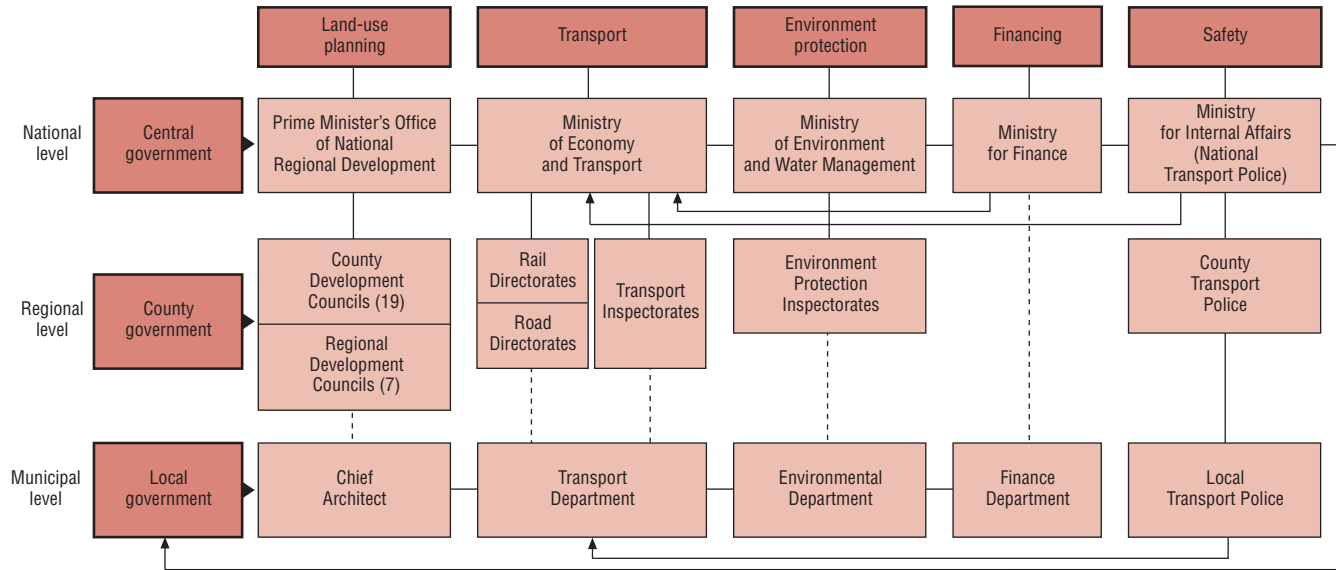 Land-use
planning
Transport
Environment
protection
Financing
Safety
National
level
Central
government
Prime Minister's Office
of National
Regional Development
Ministry
of Economy
and Transport
Ministry
of Environment
and Water Management
Ministry
for Finance
Ministry
for Internal Affairs
(National
Transport Police)
Regional
level
County
government
County
Development
Councils (19)
Regional
Development
Councils (7)
Rail
Directorates
Road
Directorates
Transport
Inspectorates
Environment
Protection
Inspectorates
County
Transport
Police
Municipal
level
Local
government
Chief
Architect
Transport
Department
Environmental
Department
Finance
Department
Local
Transport Police